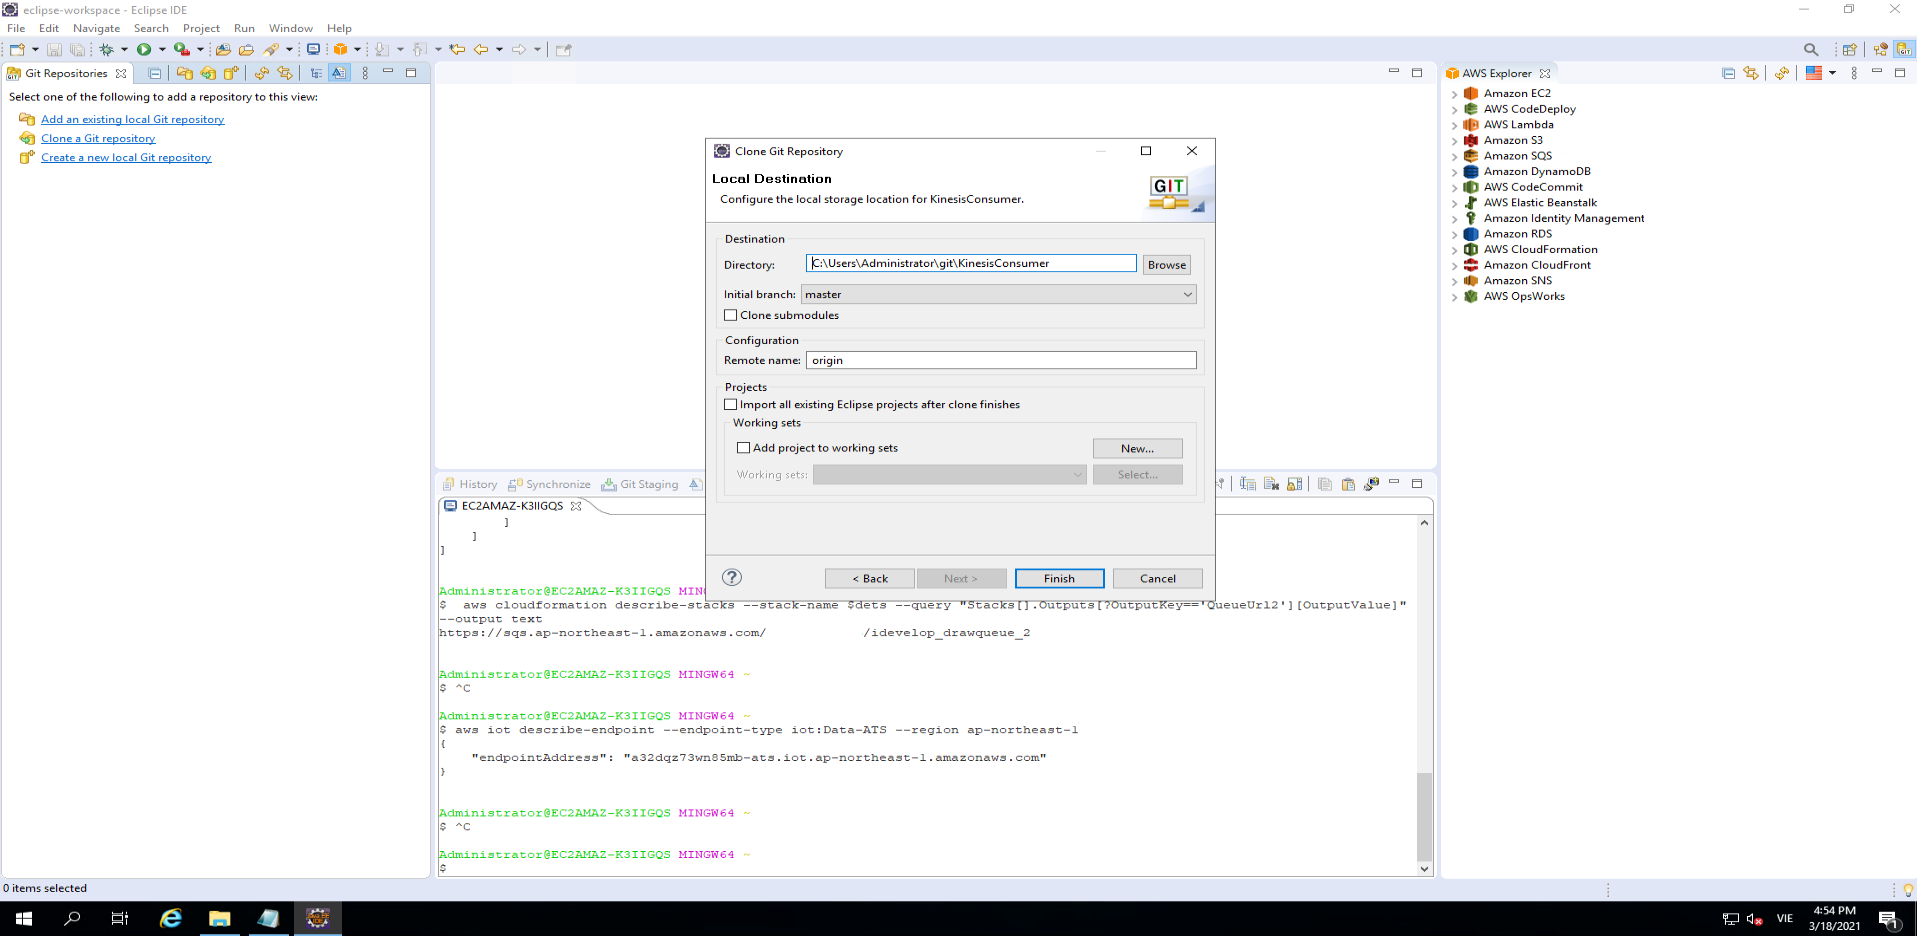 eclipse-workspace - Eclipse IDE
File Edit Navigate Search Project Run Window Help
Git Repositories
Select one of the following to add a repository to this view:
Add an existing local Git repository
Clone a Git repository
Create a new local Git repository
Clone Git Repository
Local Destination
Configure the local storage location for KinesisConsumer.
GIT
Destination
Directory: C:\Users\Administrator\git\KinesisConsumer Browse
Initial branch: master
Clone submodules
Configuration
Remote name: origin
Projects
Import all existing Eclipse projects after clone finishes
Working sets
Add project to working sets New...
Working sets: Select...
? < Back Next > Finish Cancel
AWS Explorer
Amazon EC2
AWS CodeDeploy
AWS Lambda
Amazon S3
Amazon SQS
Amazon DynamoDB
AWS CodeCommit
AWS Elastic Beanstalk
Amazon Identity Management
Amazon RDS
AWS CloudFormation
Amazon CloudFront
Amazon SNS
AWS OpsWorks
History Synchronize Git Staging
EC2AMAZ-K3IIGQS
]
]
]
Administrator@EC2AMAZ-K3IIGQS MIN
$ aws cloudformation describe-stacks --stack-name $dets --query "Stacks[].Outputs[?OutputKey=='QueueUrl2'][OutputValue]"
--output text
https://sqs.ap-northeast-1.amazonaws.com/ /idevelop_drawqueue_2
Administrator@EC2AMAZ-K3IIGQS MINGW64 ~
$ ^C
Administrator@EC2AMAZ-K3IIGQS MINGW64 ~
$ aws iot describe-endpoint --endpoint-type iot:Data-ATS --region ap-northeast-1
{
"endpointAddress": "a32dqz73wn85mb-ats.iot.ap-northeast-1.amazonaws.com"
}
Administrator@EC2AMAZ-K3IIGQS MINGW64 ~
$ ^C
Administrator@EC2AMAZ-K3IIGQS MINGW64 ~
$
0 items selected
VIE
4:54 PM
3/18/2021
1